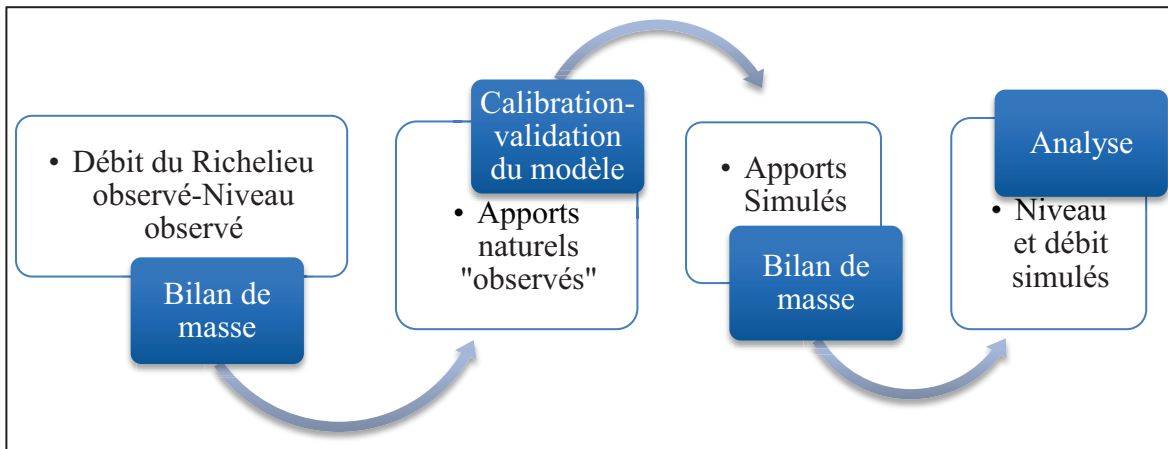 • Débit du Richelieu
observé-Niveau
observé
Bilan de
masse
Calibration-
validation
du modèle
• Apports
naturels
"observés"
• Apports
Simulés
Bilan de
masse
Analyse
• Niveau
et débit
simulés